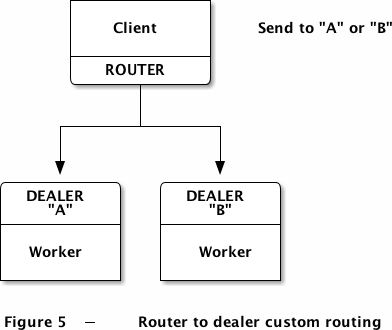 Client
Send to "A" or "B"
ROUTER
DEALER
"A"
DEALER
"B"
Worker
Worker
Figure 5 — Router to dealer custom routing